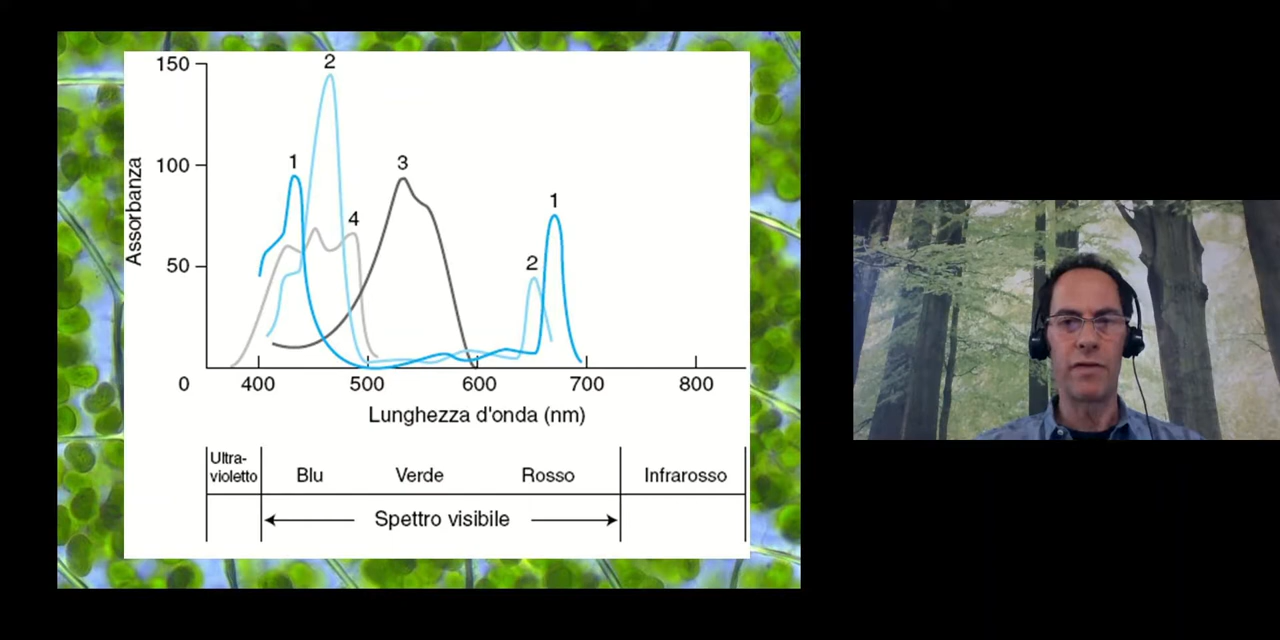 150
2
1
3
100
1
4
Assorbanza
2
50
0
400
500
600
700
800
Lunghezza d'onda (nm)
Ultra-
violetto
Blu
Verde
Rosso
Infrarosso
Spettro visibile